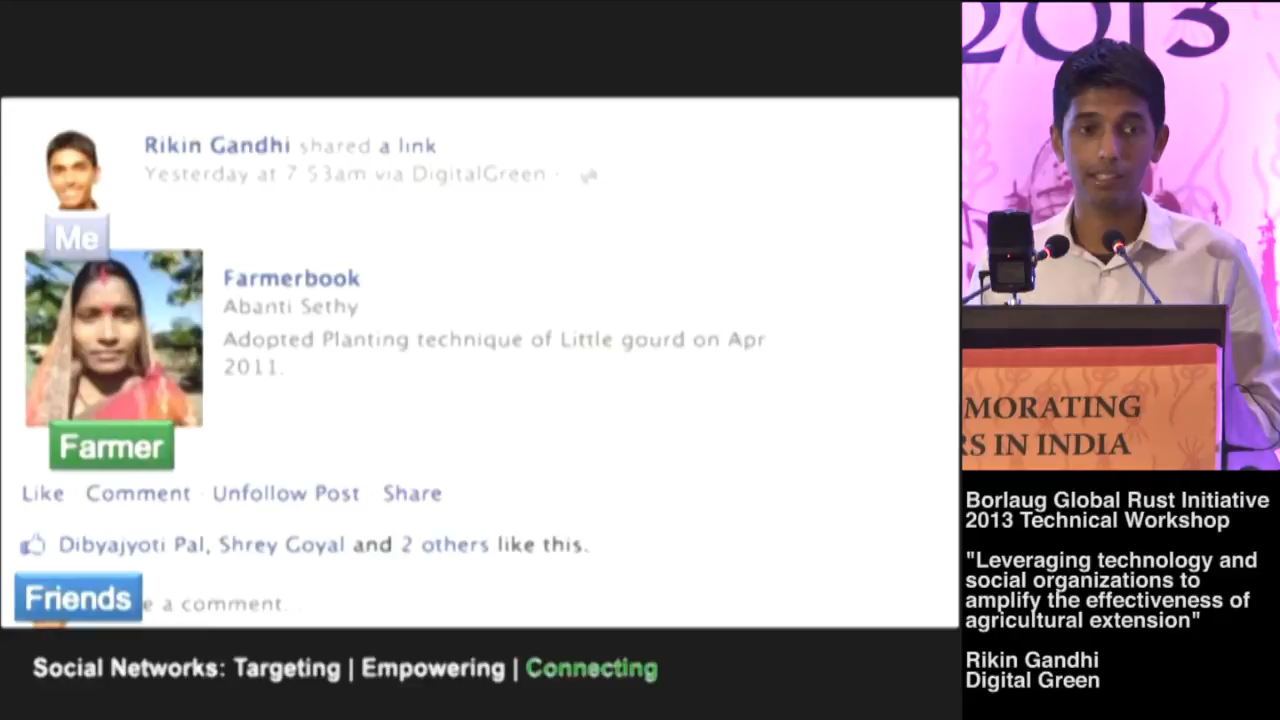 Rikin Gandhi shared a link
Yesterday at 7 53am via DigitalGreen ·
Me
Farmerbook
Abanti Sethy
Adopted Planting technique of Little gourd on Apr
2011.
Farmer
Like · Comment · Unfollow Post · Share
Dibyajyoti Pal, Shrey Goyal and 2 others like this.
Friends
e a comment...
Social Networks: Targeting | Empowering | Connecting
2013
MORATING
RS IN INDIA
Borlaug Global Rust Initiative
2013 Technical Workshop
"Leveraging technology and
social organizations to
amplify the effectiveness of
agricultural extension"
Rikin Gandhi
Digital Green